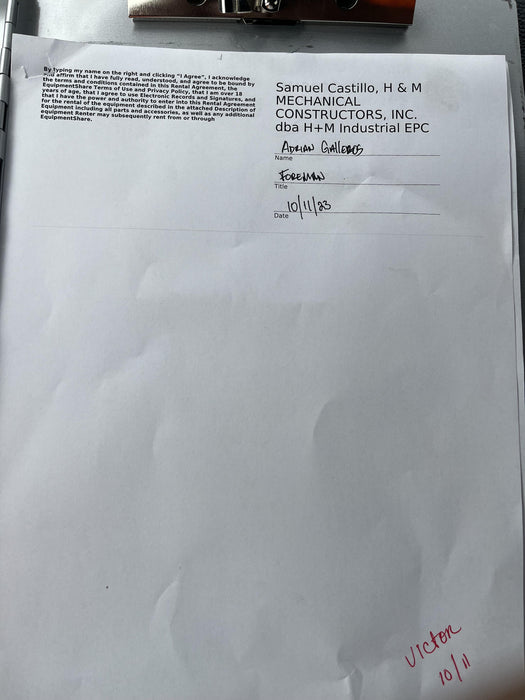 By typing my name on the right and clicking "I Agree", I acknowledge
and affirm that I have fully read, understood, and agree to be bound by
the terms and conditions contained in this Rental Agreement, the
EquipmentShare Terms of Use and Privacy Policy, that I am over 18
years of age, that I agree to use Electronic Records and Signatures, and
that I have the power and authority to enter into this Rental Agreement
for the rental of the equipment described in the attached Description of
Equipment including all parts and accessories, as well as any additional
equipment Renter may subsequently rent from or through
EquipmentShare.
Samuel Castillo, H & M
MECHANICAL
CONSTRUCTORS, INC.
dba H+M Industrial EPC
ADRIAN GALLEGOS
Name
FOREMAN
Title
10/11/23
Date
VICTOR
10/11